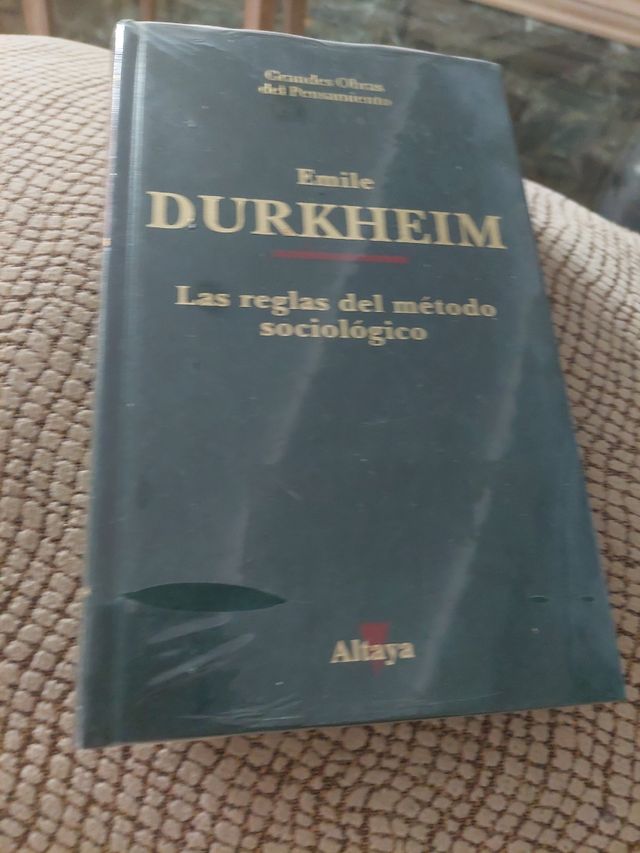 Grandes Obras
del Pensamiento
Emile
DURKHEIM
Las reglas del método
sociológico
Altaya